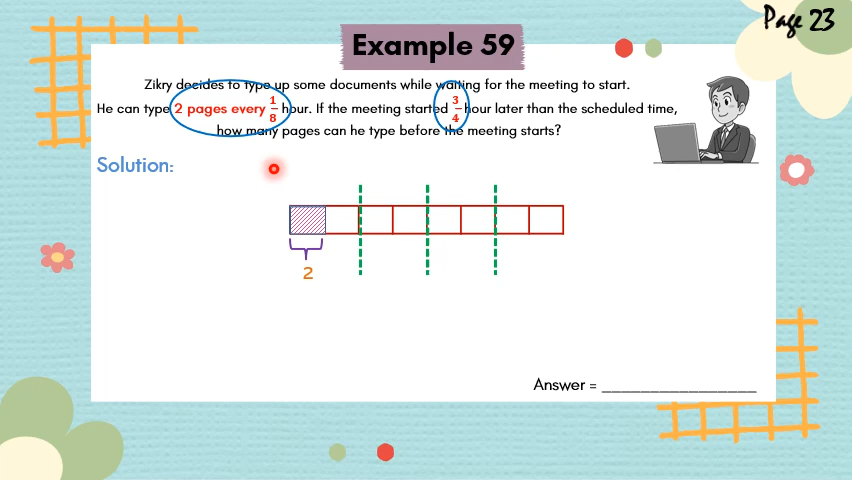 Page 23
Example 59
Zikry decides to type up some documents while waiting for the meeting to start.
He can type 2 pages every 1/8 hour. If the meeting started 3/4 hour later than the scheduled time,
how many pages can he type before the meeting starts?
Solution:
2
Answer = ________________